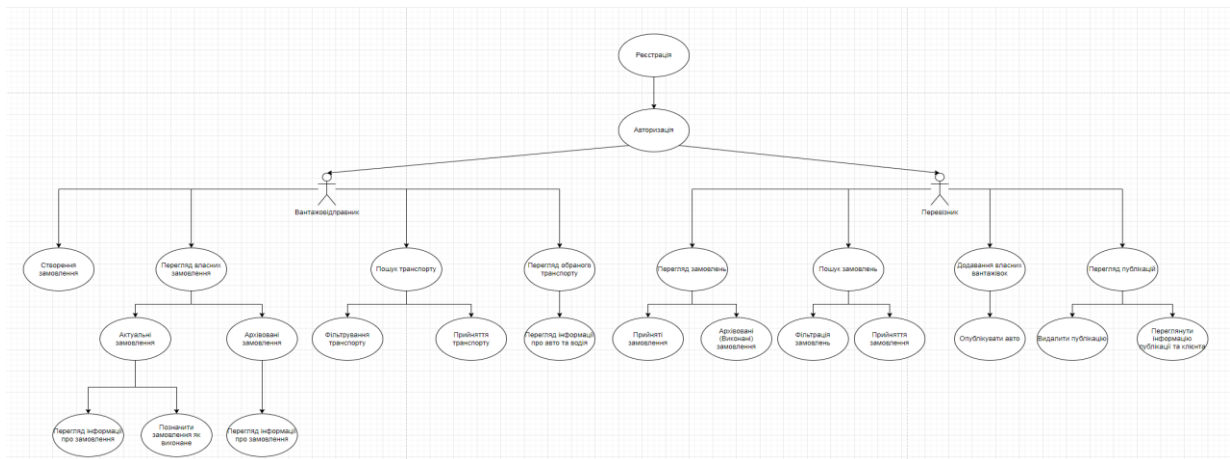 Реєстрація
Авторизація
Вантажовідправник
Перевізник
Створення
замовлення
Перегляд власних
замовлення
Пошук транспорту
Перегляд обраного
транспорту
Перегляд замовлень
Пошук замовлень
Додавання власних
вантажівок
Перегляд публікацій
Актуальні
замовлення
Архівовані
замовлення
Фільтрування
транспорту
Прийняття
транспорту
Перегляд інформації
про авто та водія
Прийняті
замовлення
Архівовані
(Виконані)
замовлення
Фільтрація
замовлень
Прийняття
замовлення
Опублікувати авто
Видалити публікацію
Переглянути
інформацію
публікації та клієнта
Перегляд інформації
про замовлення
Позначити
замовлення як
виконане
Перегляд інформації
про замовлення